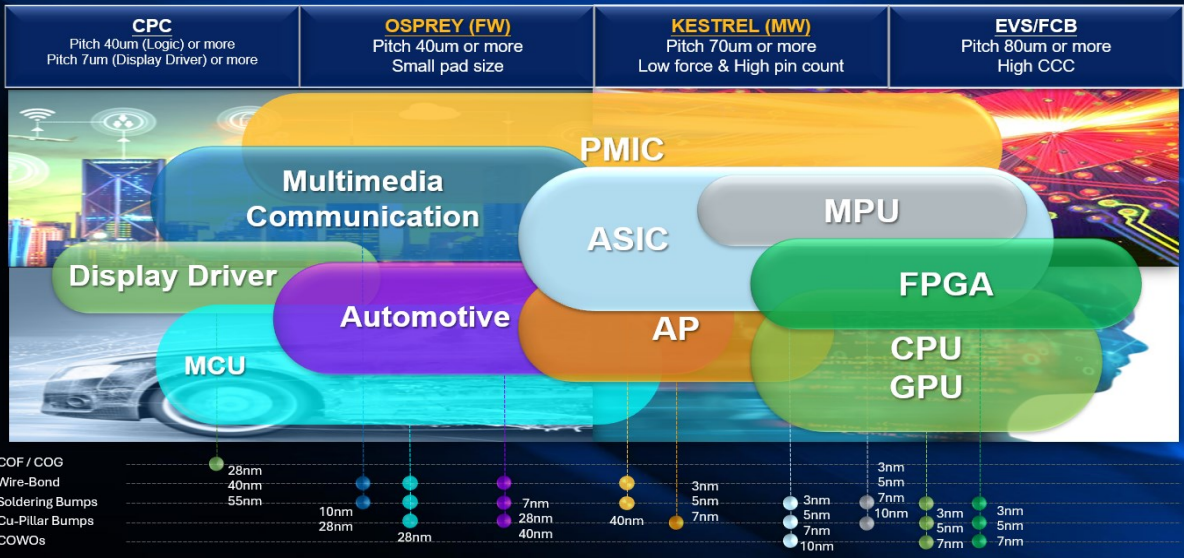 CPC
Pitch 40um (Logic) or more
Pitch 7um (Display Driver) or more
OSPREY (FW)
Pitch 40um or more
Small pad size
KESTREL (MW)
Pitch 70um or more
Low force & High pin count
EVS/FCB
Pitch 80um or more
High CCC
PMIC
Multimedia
Communication
MPU
ASIC
Display Driver
FPGA
Automotive
AP
MCU
CPU
GPU
COF / COG
Wire-Bond
Soldering Bumps
Cu-Pillar Bumps
COWOs
28nm
40nm
55nm
10nm
28nm
28nm
7nm
28nm
40nm
40nm
3nm
5nm
7nm
3nm
5nm
7nm
10nm
3nm
5nm
7nm
10nm
3nm
5nm
7nm
3nm
5nm
7nm